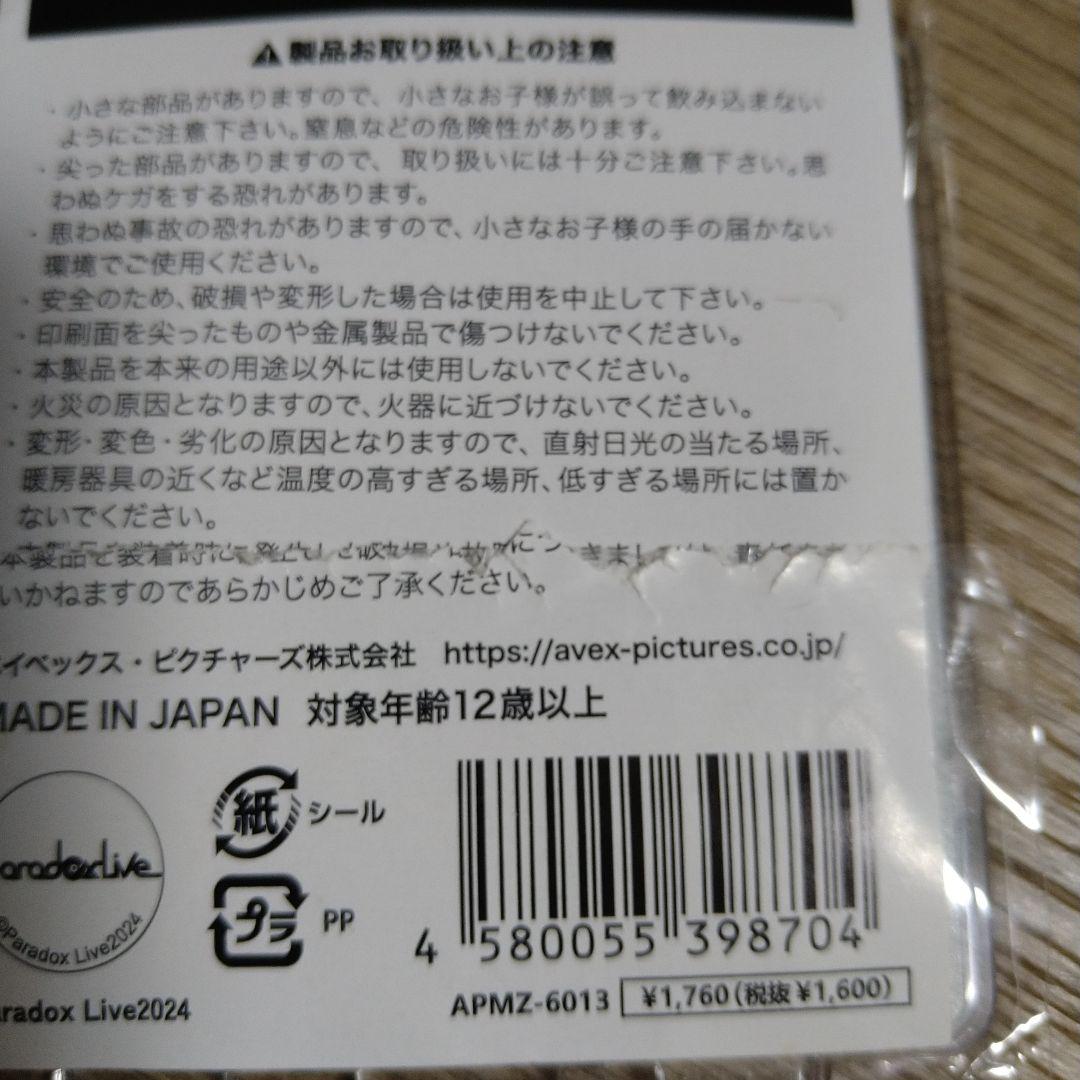 ⚠製品お取り扱い上の注意
・小さな部品がありますので、小さなお子様が誤って飲み込まない
ようにご注意下さい。窒息などの危険性があります。
・尖った部品がありますので、取り扱いには十分ご注意下さい。思
わぬケガをする恐れがあります。
・思わぬ事故の恐れがありますので、小さなお子様の手の届かない
環境でご使用ください。
・安全のため、破損や変形した場合は使用を中止して下さい。
・印刷面を尖ったものや金属製品で傷つけないでください。
・本製品を本来の用途以外には使用しないでください。
・火災の原因となりますので、火器に近づけないでください。
・変形・変色・劣化の原因となりますので、直射日光の当たる場所、
暖房器具の近くなど温度の高すぎる場所、低すぎる場所には置か
ないでください。
本製品を装着時に発生した破損
いかねますのであらかじめご了承ください。
イベックス・ピクチャーズ株式会社 https://avex-pictures.co.jp/
MADE IN JAPAN 対象年齢12歳以上
紙 シール
aradoxLive
©Paradox Live2024
プラ PP
4 580055 398704
radox Live2024
APMZ-6013 ¥1,760(税抜¥1,600)